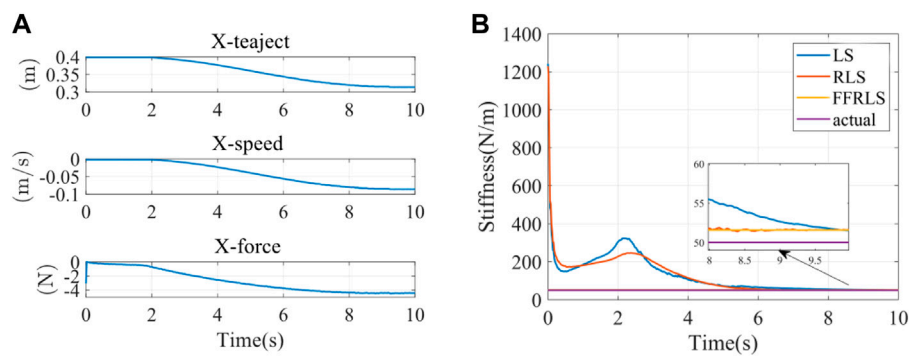 A
X-teaject
(m)
0.4
0.35
0.3
0 2 4 6 8 10
X-speed
(m/s)
0
-0.05
-0.1
0 2 4 6 8 10
X-force
(N)
0
-2
-4
0 2 4 6 8 10
Time(s)
B
Stiffness(N/m)
1400
1200
1000
800
600
400
200
0
0 2 4 6 8 10
Time(s)
LS
RLS
FFRLS
actual
60
55
50
8 8.5 9 9.5